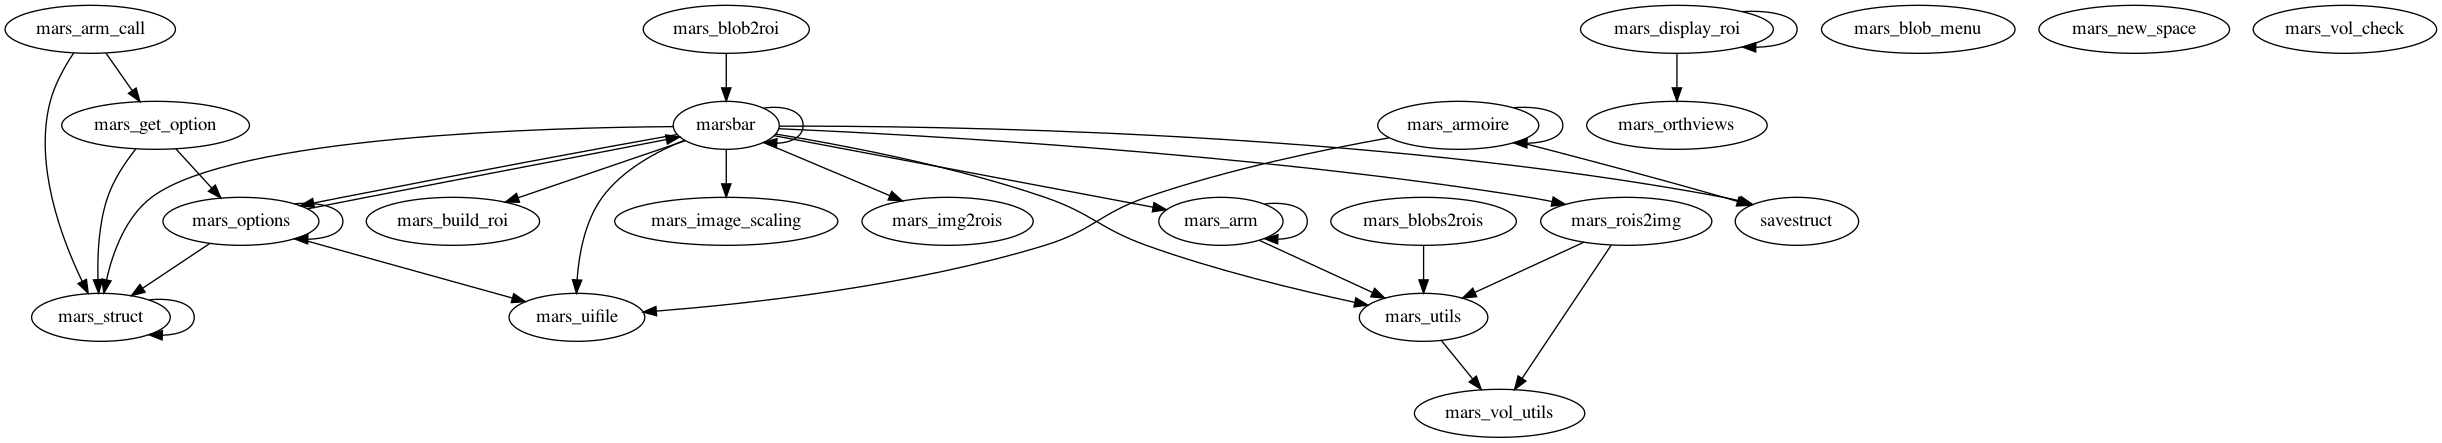 mars_arm_call
mars_blob2roi
mars_display_roi
mars_blob_menu
mars_new_space
mars_vol_check
mars_get_option
marsbar
mars_armoire
mars_orthviews
mars_options
mars_build_roi
mars_image_scaling
mars_img2rois
mars_arm
mars_blobs2rois
mars_rois2img
savestruct
mars_struct
mars_uifile
mars_utils
mars_vol_utils